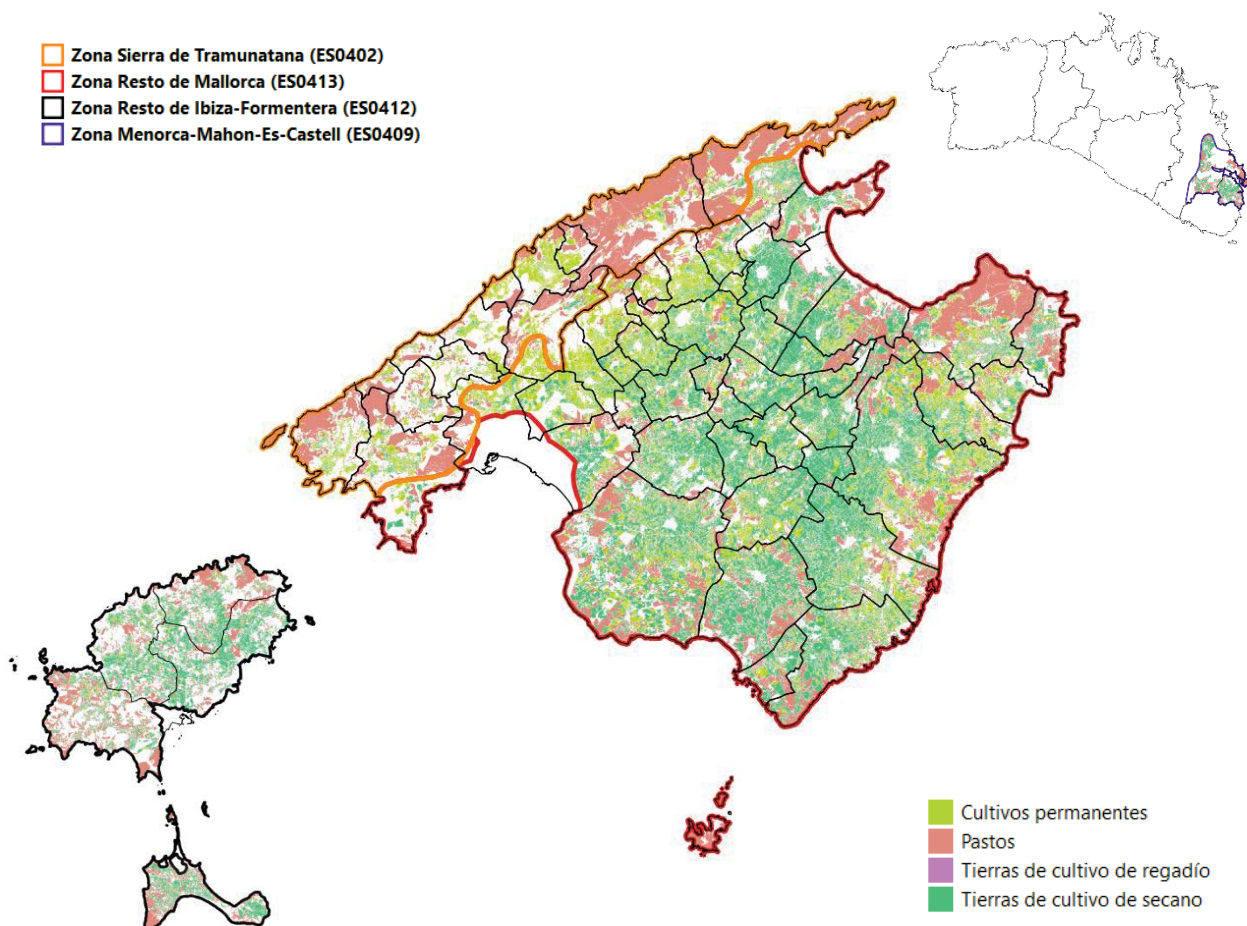 Zona Sierra de Tramunatana (ES0402)
Zona Resto de Mallorca (ES0413)
Zona Resto de Ibiza-Formentera (ES0412)
Zona Menorca-Mahon-Es-Castell (ES0409)
Cultivos permanentes
Pastos
Tierras de cultivo de regadío
Tierras de cultivo de secano